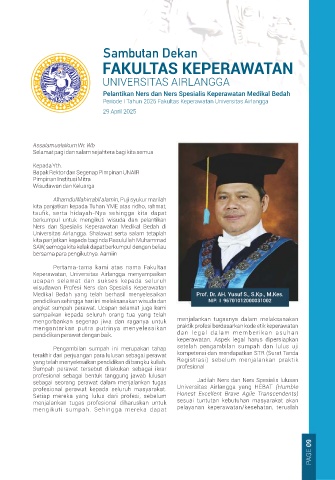 Sambutan Dekan
FAKULTAS KEPERAWATAN
UNIVERSITAS AIRLANGGA
Pelantikan Ners dan Ners Spesialis Keperawatan Medikal Bedah
Periode I Tahun 2025 Fakultas Keperawatan Universitas Airlangga
29 April 2025
Assalamualaikum Wr. Wb
Selamat pagi dan salam sejahtera bagi kita semua
Kepada Yth.
Bapak Rektor dan Segenap Pimpinan UNAIR
Pimpinan Institusi Mitra
Wisudawan dan Keluarga
Alhamdulillahirrabil'alamin, Puji syukur marilah
kita panjatkan kepada Tuhan YME atas ridho, rahmat,
taufik, serta hidayah-Nya sehingga kita dapat
berkumpul untuk mengikuti wisuda dan pelantikan
Ners dan Ners Spesialis Keperawatan Medikal Bedah di
Universitas Airlangga. Shalawat serta salam tetaplah
kita panjatkan kepada baginda Rasulullah Muhammad
SAW, semoga kita kelak dapat berkumpul dengan beliau
bersama para pengikutnya. Aamiin
Pertama-tama kami atas nama Fakultas
Keperawatan, Universitas Airlangga menyampaikan
ucapan selamat dan sukses kepada seluruh
wisudawan Profesi Ners dan Spesialis Keperawatan
Medikal Bedah yang telah berhasil menyelesaikan
pendidikan sehingga hari ini melaksanakan wisuda dan
angkat sumpah perawat. Ucapan selamat juga kami
sampaikan kepada seluruh orang tua yang telah
mengorbankan segenap jiwa dan raganya untuk
mengantarkan putra putrinya menyelesaikan
pendidikan perawat dengan baik.
Pengambilan sumpah ini merupakan tahap
terakhir dari perjuangan para lulusan sebagai perawat
yang telah menyelesaikan pendidikan di bangku kuliah.
Sumpah perawat tersebut dilakukan sebagai ikrar
profesional sebagai bentuk tanggung jawab lulusan
sebagai seorang perawat dalam menjalankan tugas
profesional perawat kepada seluruh masyarakat.
Setiap mereka yang lulus dari profesi, sebelum
menjalankan tugas profesional diharuskan untuk
mengikuti sumpah. Sehingga mereka dapat
Prof. Dr. AH. Yusuf S., S.Kp., M.Kes.
NIP. 196701012000031002
menjalankan tugasnya dalam melaksanakan
praktik profesi berdasarkan kode etik keperawatan
dan legal dalam memberikan asuhan
keperawatan. Aspek legal harus dipersiapkan
setelah pengambilan sumpah dan lulus uji
kompetensi dan mendapatkan STR (Surat Tanda
Registrasi) sebelum menjalankan praktik
profesional
Jadilah Ners dan Ners Spesialis lulusan
Universitas Airlangga yang HEBAT (Humble
Honest Excellent Brave Agile Transcendents)
sesuai tuntutan kebutuhan masyarakat akan
pelayanan keperawatan/kesehatan, teruslah
PAGE 09